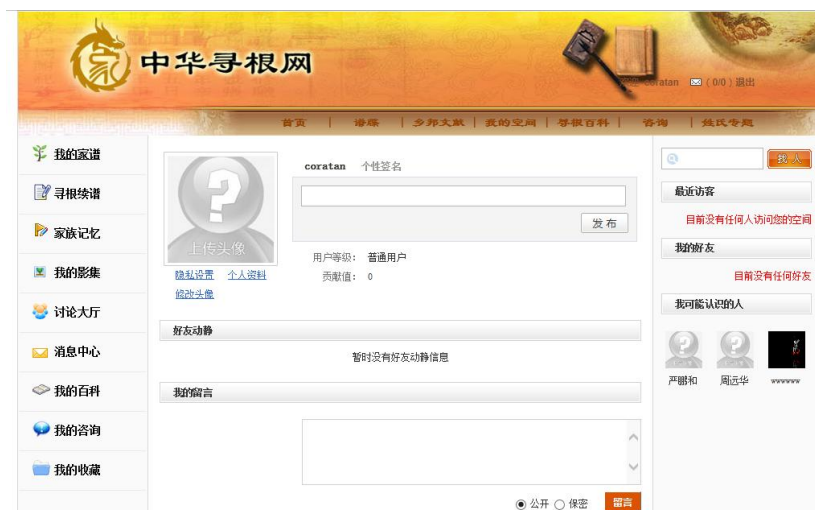 中华寻根网
coratan (0/0) 退出
首页 | 谱牒 | 乡邦文献 | 我的空间 | 寻根百科 | 咨询 | 姓氏专题
我的家谱
寻根续谱
家族记忆
我的影集
讨论大厅
消息中心
我的百科
我的咨询
我的收藏
上传头像
隐私设置 个人资料
修改头像
coratan 个性签名
发布
用户等级: 普通用户
贡献值: 0
好友动静
暂时没有好友动静信息
我的留言
公开 保密 留言
找人
最近访客
目前没有任何人访问您的空间
我的好友
目前没有任何好友
我可能认识的人
严鹏和 周远华 wwwwww